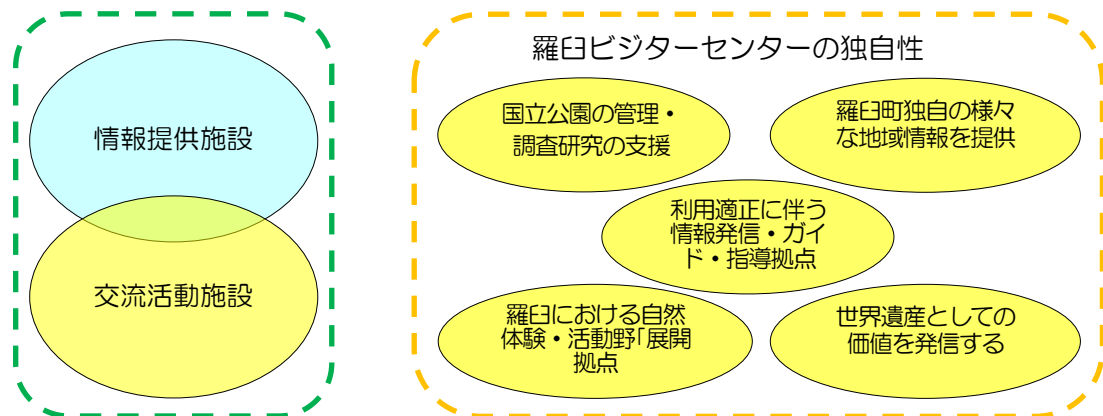 情報提供施設
交流活動施設
羅臼ビジターセンターの独自性
国立公園の管理・
調査研究の支援
羅臼町独自の様々
な地域情報を提供
利用適正に伴う
情報発信・ガイ
ド・指導拠点
羅臼における自然
体験・活動野｢展開
拠点
世界遺産としての
価値を発信する